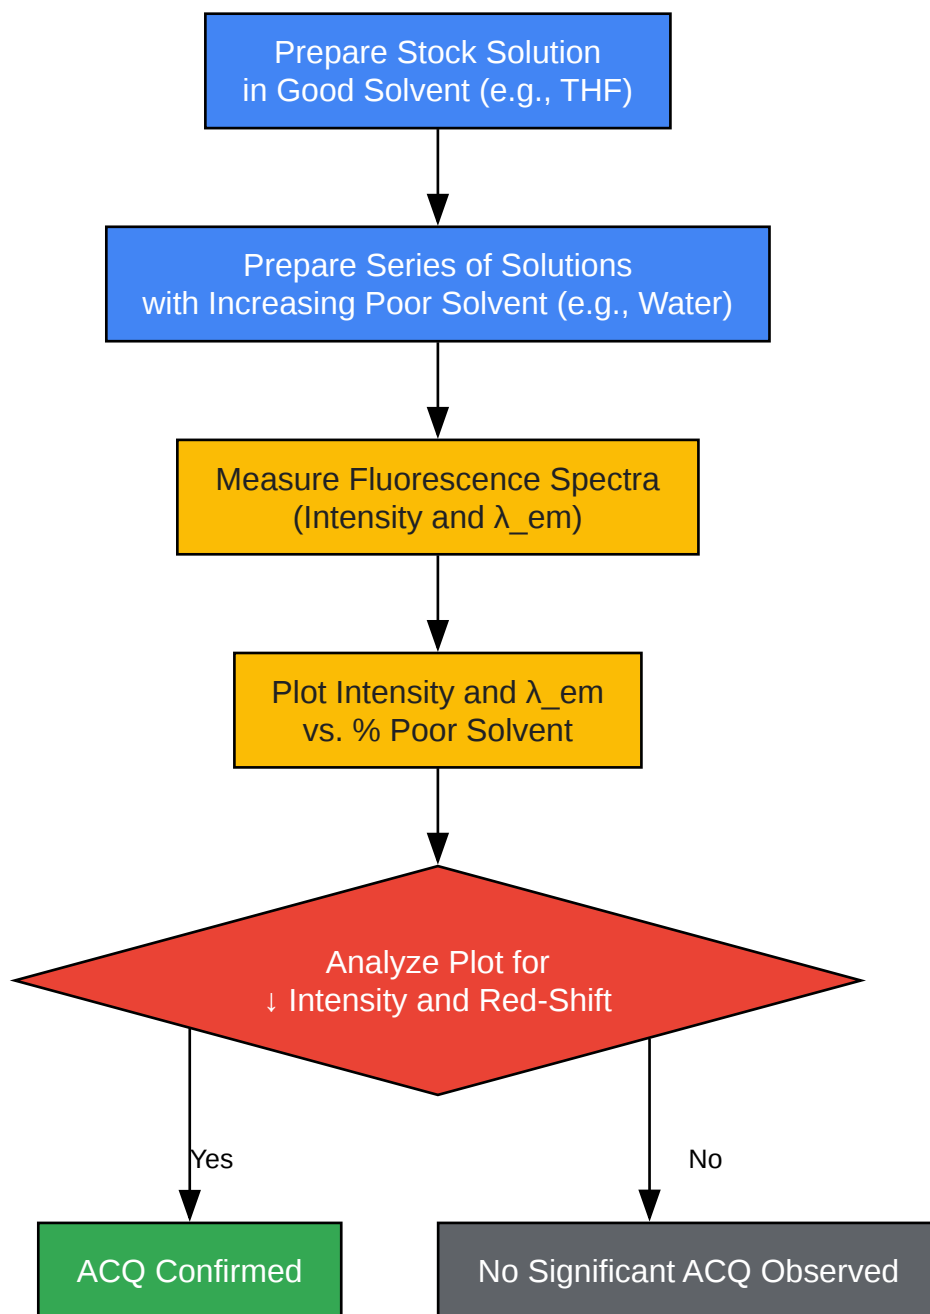 Prepare Stock Solution
in Good Solvent (e.g., THF)
Prepare Series of Solutions
with Increasing Poor Solvent (e.g., Water)
Measure Fluorescence Spectra
(Intensity and λ_em)
Plot Intensity and λ_em
vs. % Poor Solvent
Analyze Plot for
↓ Intensity and Red-Shift
Yes
No
ACQ Confirmed
No Significant ACQ Observed